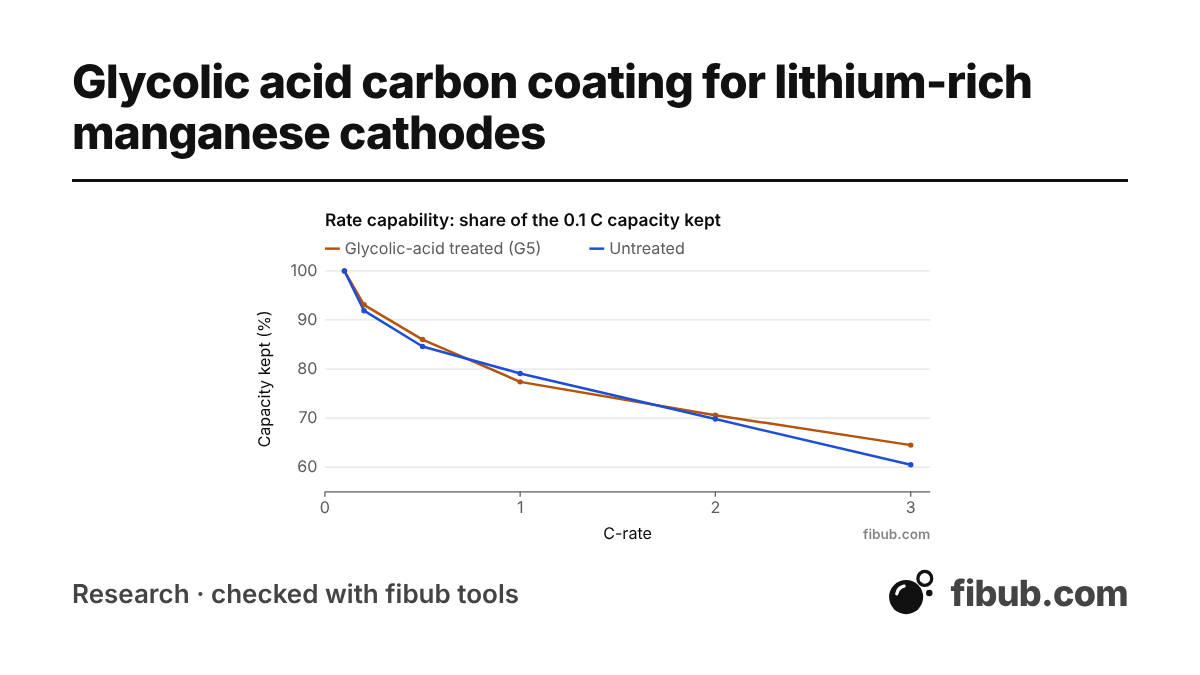 Glycolic acid carbon coating for lithium-rich
manganese cathodes
Rate capability: share of the 0.1 C capacity kept
Glycolic-acid treated (G5) Untreated
100
90
80
70
60
Capacity kept (%)
0 1 2 3
C-rate
fibub.com
Research · checked with fibub tools
fibub.com